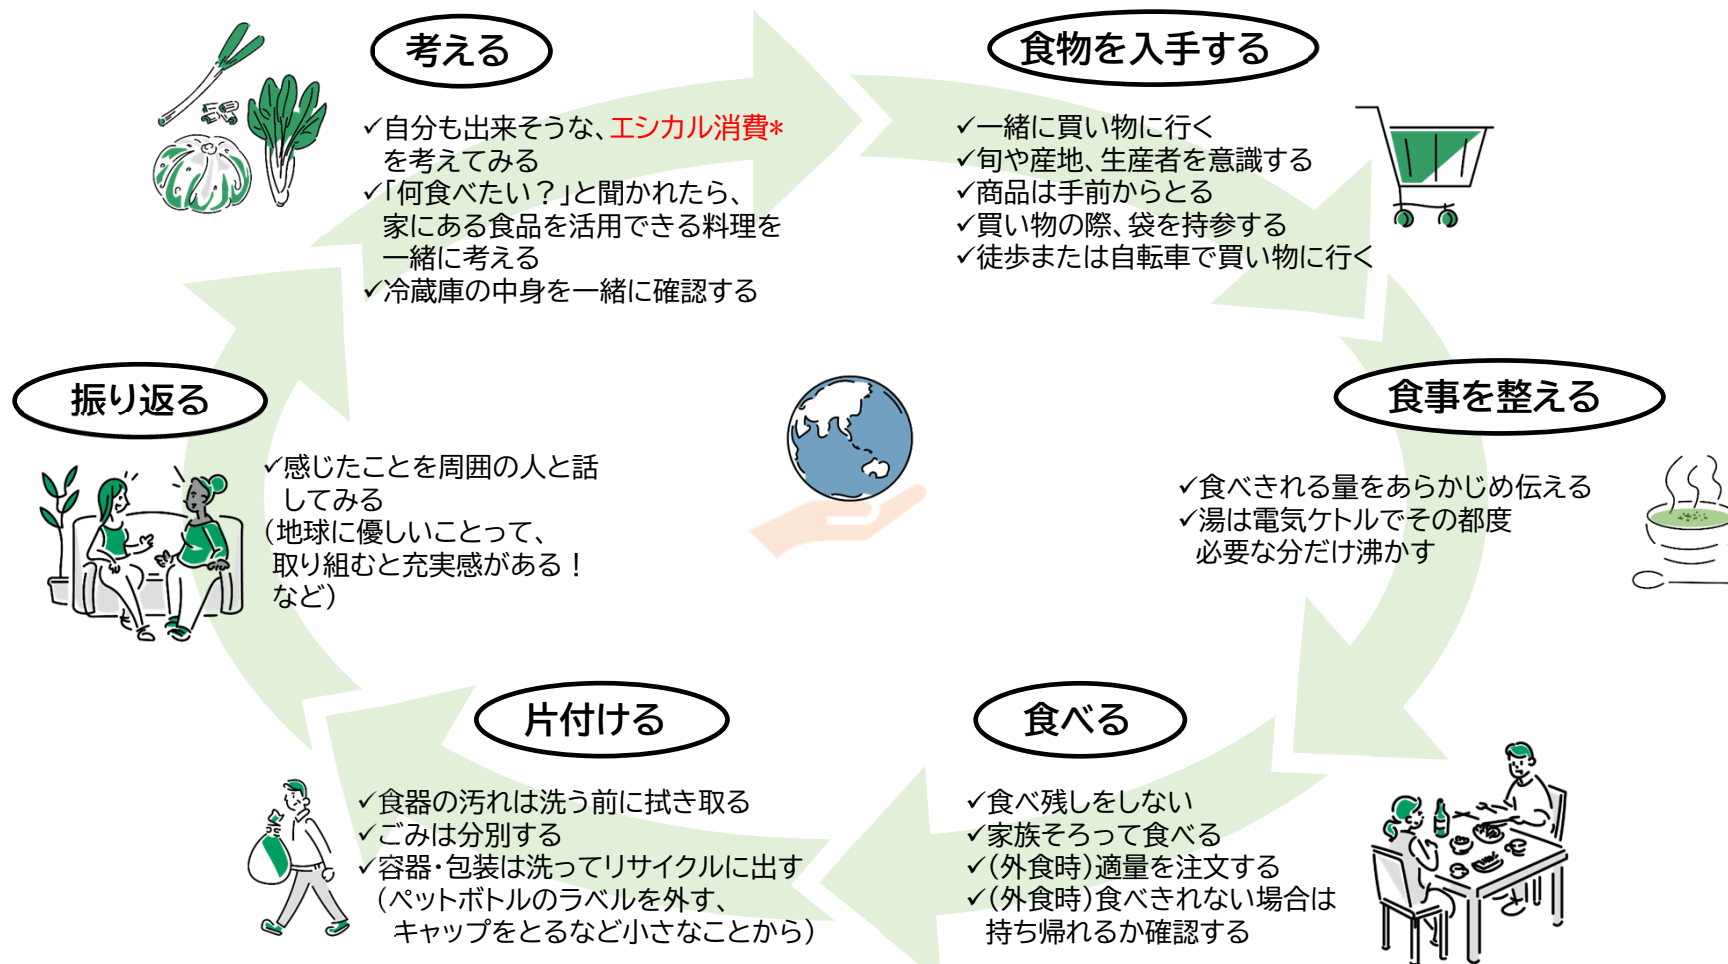 考える
✓自分も出来そうな、エシカル消費*
を考えてみる
✓「何食べたい？」と聞かれたら、
家にある食品を活用できる料理を
一緒に考える
✓冷蔵庫の中身を一緒に確認する
食物を入手する
✓一緒に買い物に行く
✓旬や産地、生産者を意識する
✓商品は手前からとる
✓買い物の際、袋を持参する
✓徒歩または自転車で買い物に行く
食事を整える
✓食べきれる量をあらかじめ伝える
✓湯は電気ケトルでその都度
必要な分だけ沸かす
食べる
✓食べ残しをしない
✓家族そろって食べる
✓(外食時)適量を注文する
✓(外食時)食べきれない場合は
持ち帰れるか確認する
片付ける
✓食器の汚れは洗う前に拭き取る
✓ごみは分別する
✓容器・包装は洗ってリサイクルに出す
(ペットボトルのラベルを外す、
キャップをとるなど小さなことから)
振り返る
✓感じたことを周囲の人と話
してみる
(地球に優しいことって、
取り組むと充実感がある！
など)